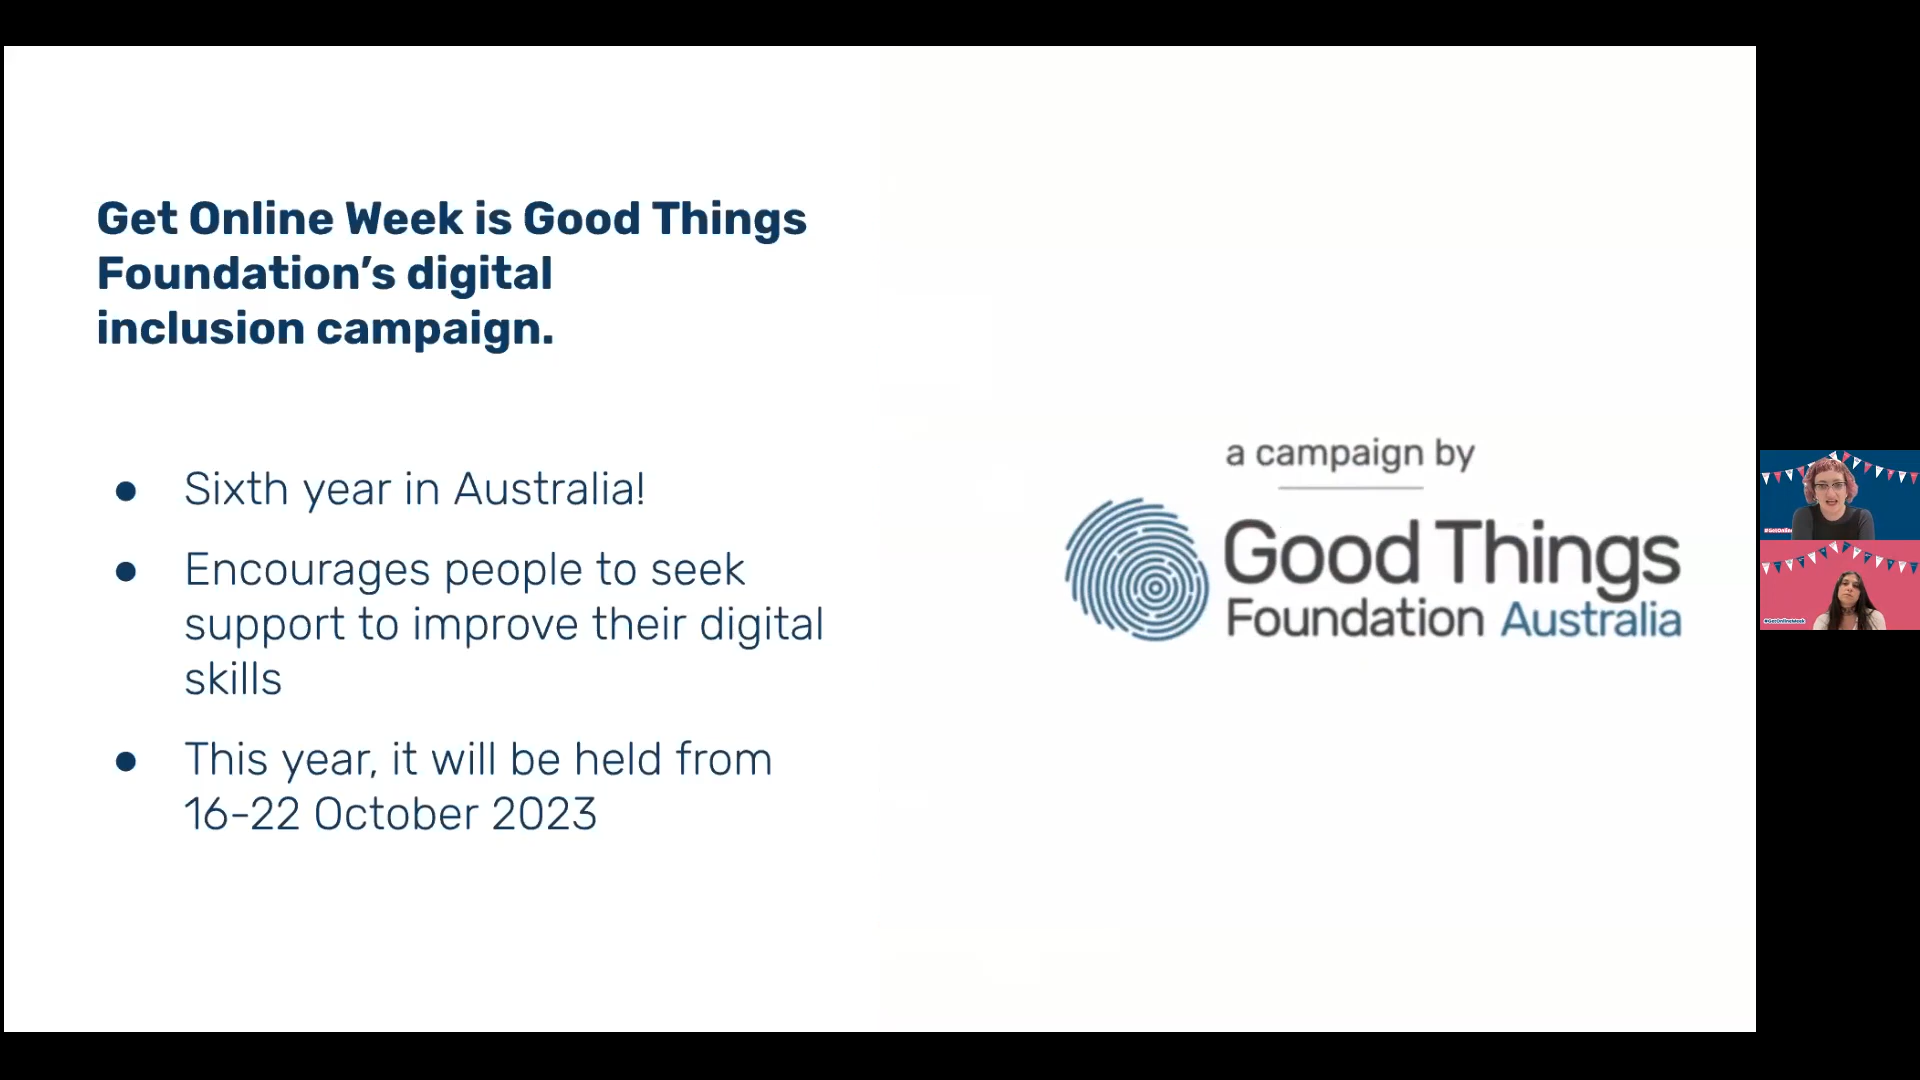 Get Online Week is Good Things
Foundation’s digital
inclusion campaign.
● Sixth year in Australia!
● Encourages people to seek
support to improve their digital
skills
● This year, it will be held from
16-22 October 2023
a campaign by
Good Things
Foundation Australia
#GetOnline
#GetOnlineWeek